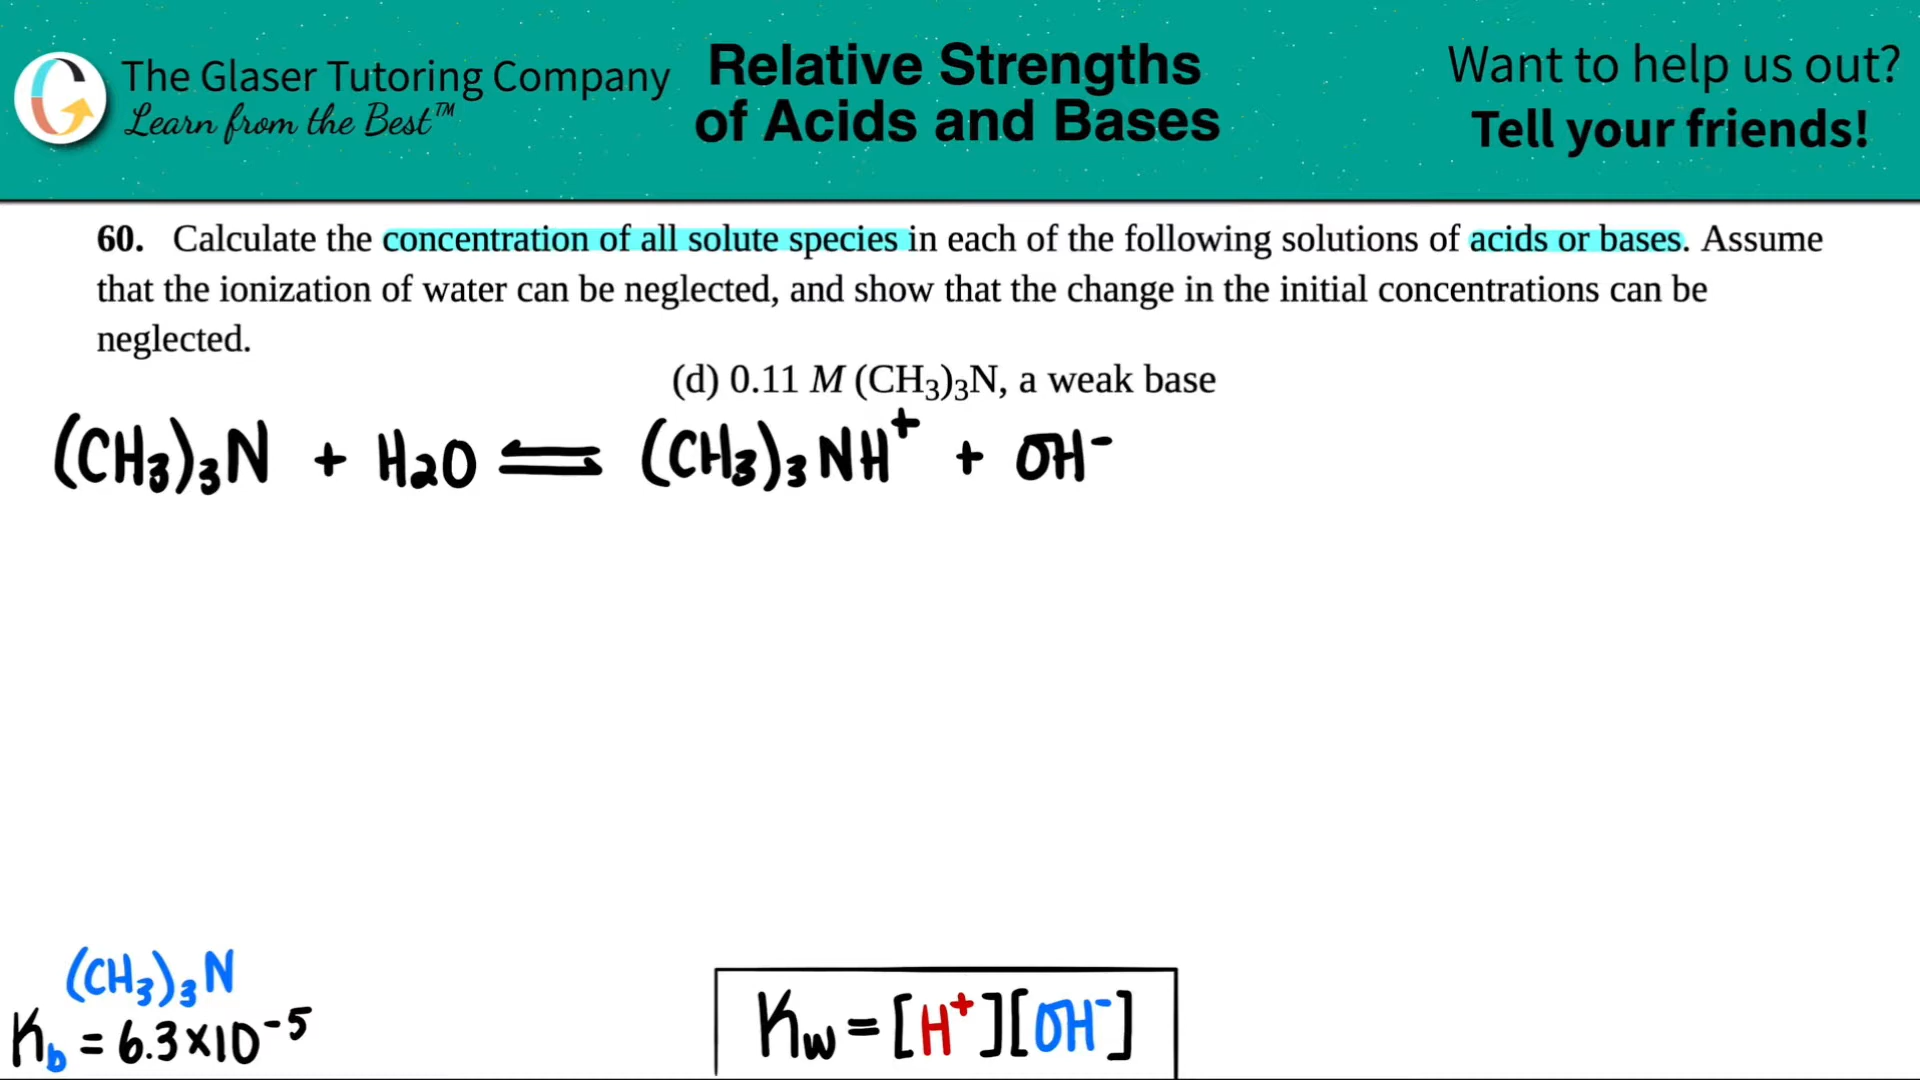 The Glaser Tutoring Company
Learn from the Best™
Relative Strengths
of Acids and Bases
Want to help us out?
Tell your friends!
60. Calculate the concentration of all solute species in each of the following solutions of acids or bases. Assume
that the ionization of water can be neglected, and show that the change in the initial concentrations can be
neglected.
(d) 0.11 M (CH₃)₃N, a weak base
(CH₃)₃N + H₂O ⇌ (CH₃)₃NH⁺ + OH⁻
(CH₃)₃N
K_b = 6.3×10⁻⁵
K_w = [H⁺][OH⁻]